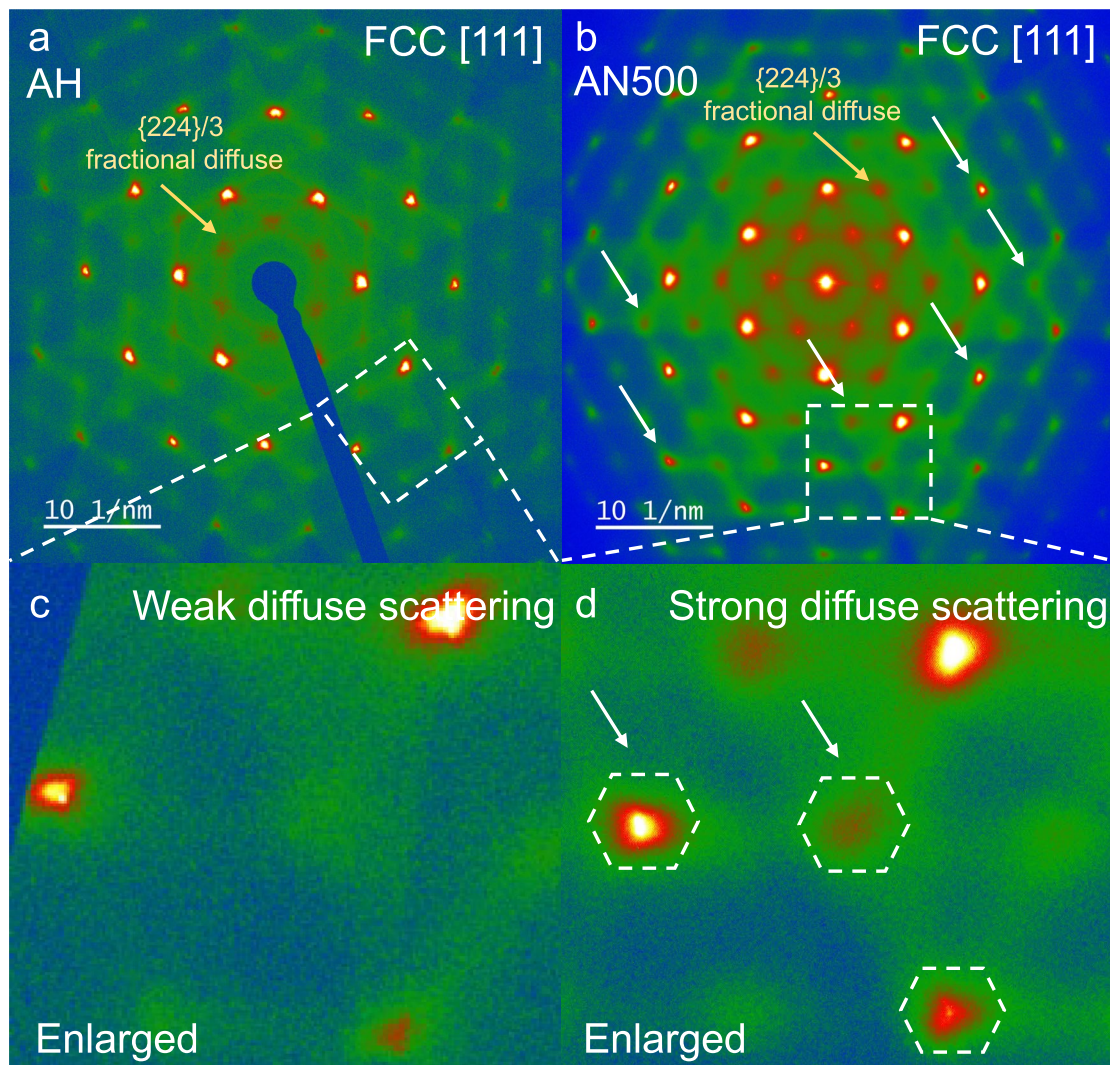 a
FCC [111]
AH
{224}/3
fractional diffuse
10 1/nm
b
FCC [111]
AN500
{224}/3
fractional diffuse
10 1/nm
c
Weak diffuse scattering
Enlarged
d
Strong diffuse scattering
Enlarged